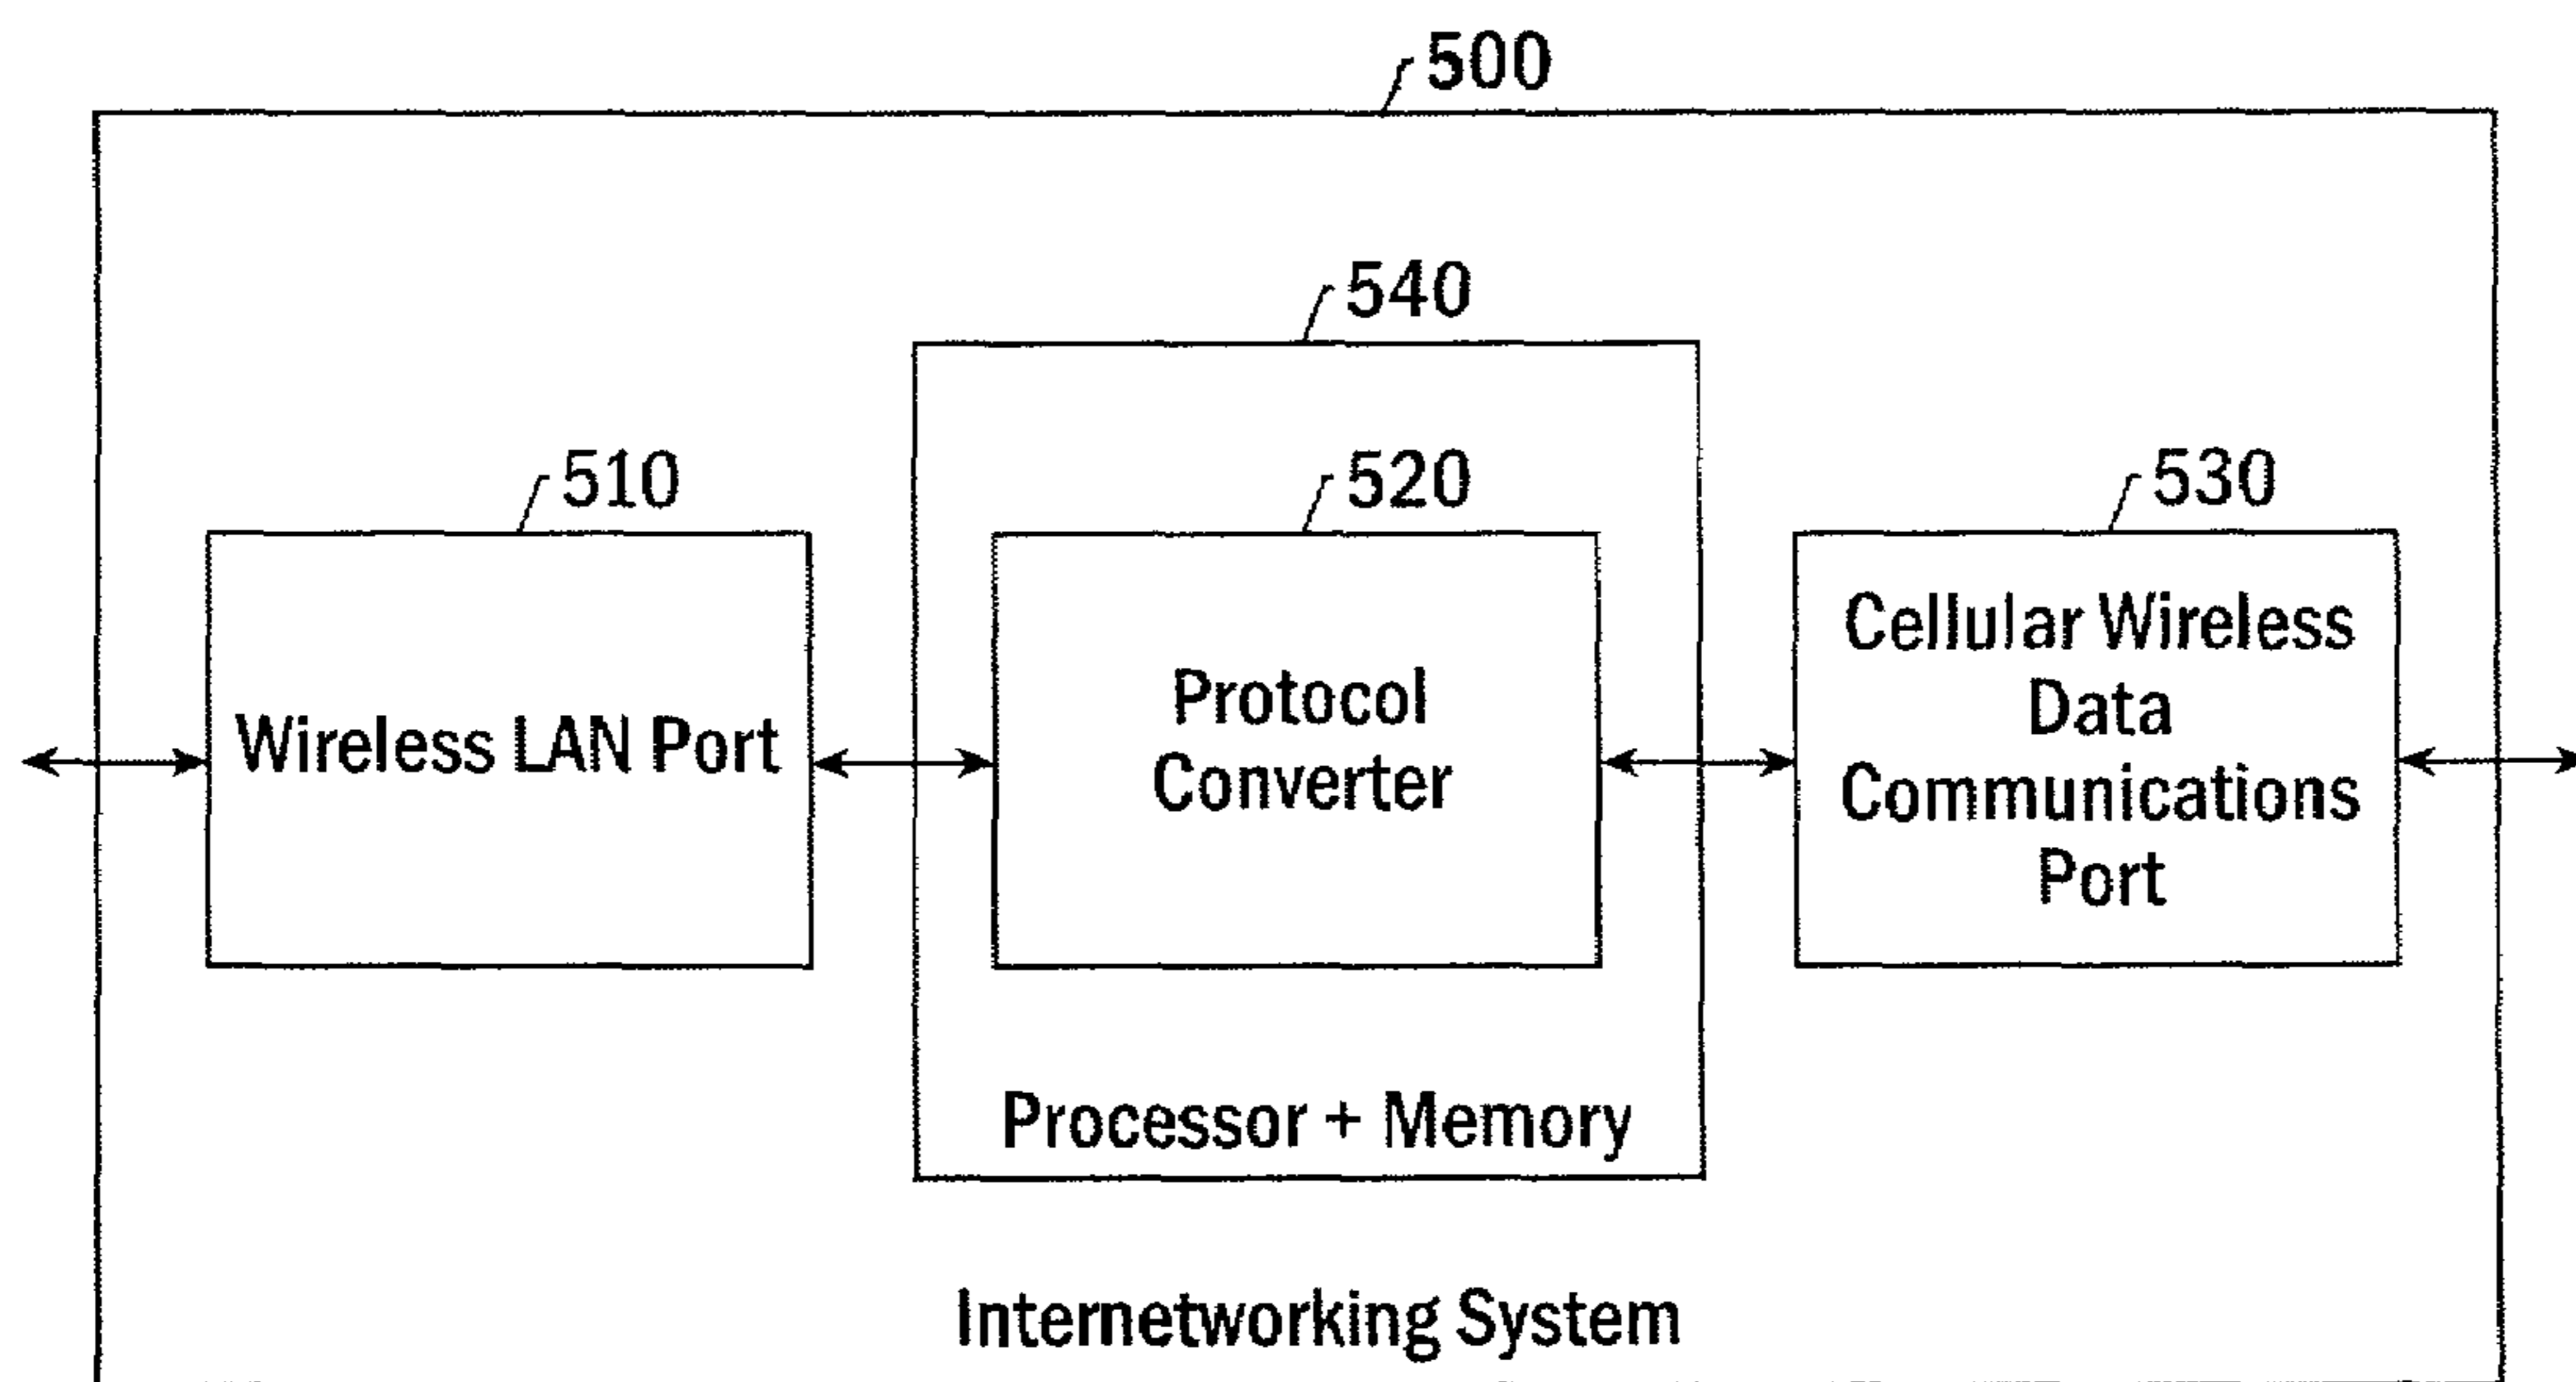 500
540
510
520
530
Wireless LAN Port
Protocol
Converter
Cellular Wireless
Data
Communications
Port
Processor + Memory
Internetworking System